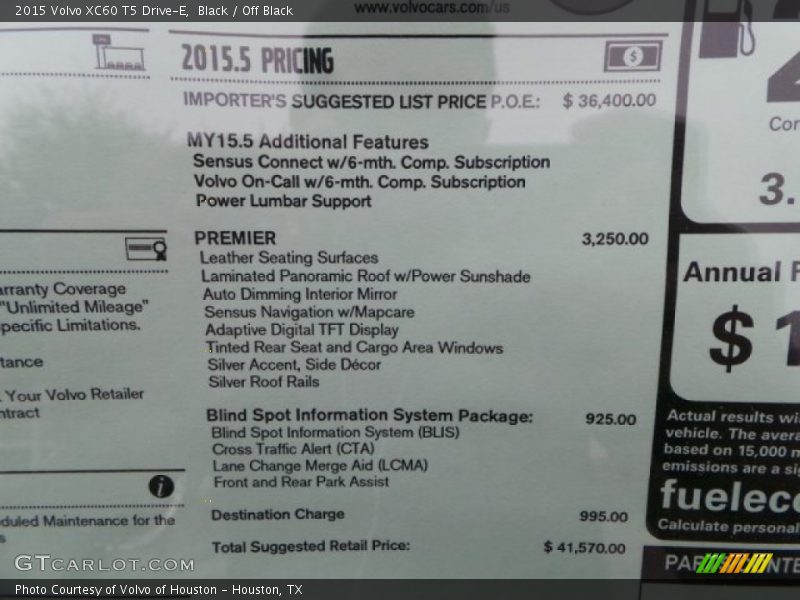 2015 Volvo XC60 T5 Drive-E, Black / Off Black
www.volvocars.com/us
2015.5 PRICING
IMPORTER'S SUGGESTED LIST PRICE P.O.E.: $ 36,400.00
MY15.5 Additional Features
Sensus Connect w/6-mth. Comp. Subscription
Volvo On-Call w/6-mth. Comp. Subscription
Power Lumbar Support
PREMIER 3,250.00
Leather Seating Surfaces
Laminated Panoramic Roof w/Power Sunshade
Auto Dimming Interior Mirror
Sensus Navigation w/Mapcare
Adaptive Digital TFT Display
Tinted Rear Seat and Cargo Area Windows
Silver Accent, Side Décor
Silver Roof Rails
Blind Spot Information System Package: 925.00
Blind Spot Information System (BLIS)
Cross Traffic Alert (CTA)
Lane Change Merge Aid (LCMA)
Front and Rear Park Assist
Destination Charge 995.00
Total Suggested Retail Price: $ 41,570.00
arranty Coverage
"Unlimited Mileage"
pecific Limitations.
tance
Your Volvo Retailer
ntract
i
duled Maintenance for the
s
Con
3.
Annual F
$ 1
Actual results wi
vehicle. The avera
based on 15,000 m
emissions are a si
fueleco
Calculate personal
PAR
NTE
GTCARLOT.COM
Photo Courtesy of Volvo of Houston - Houston, TX